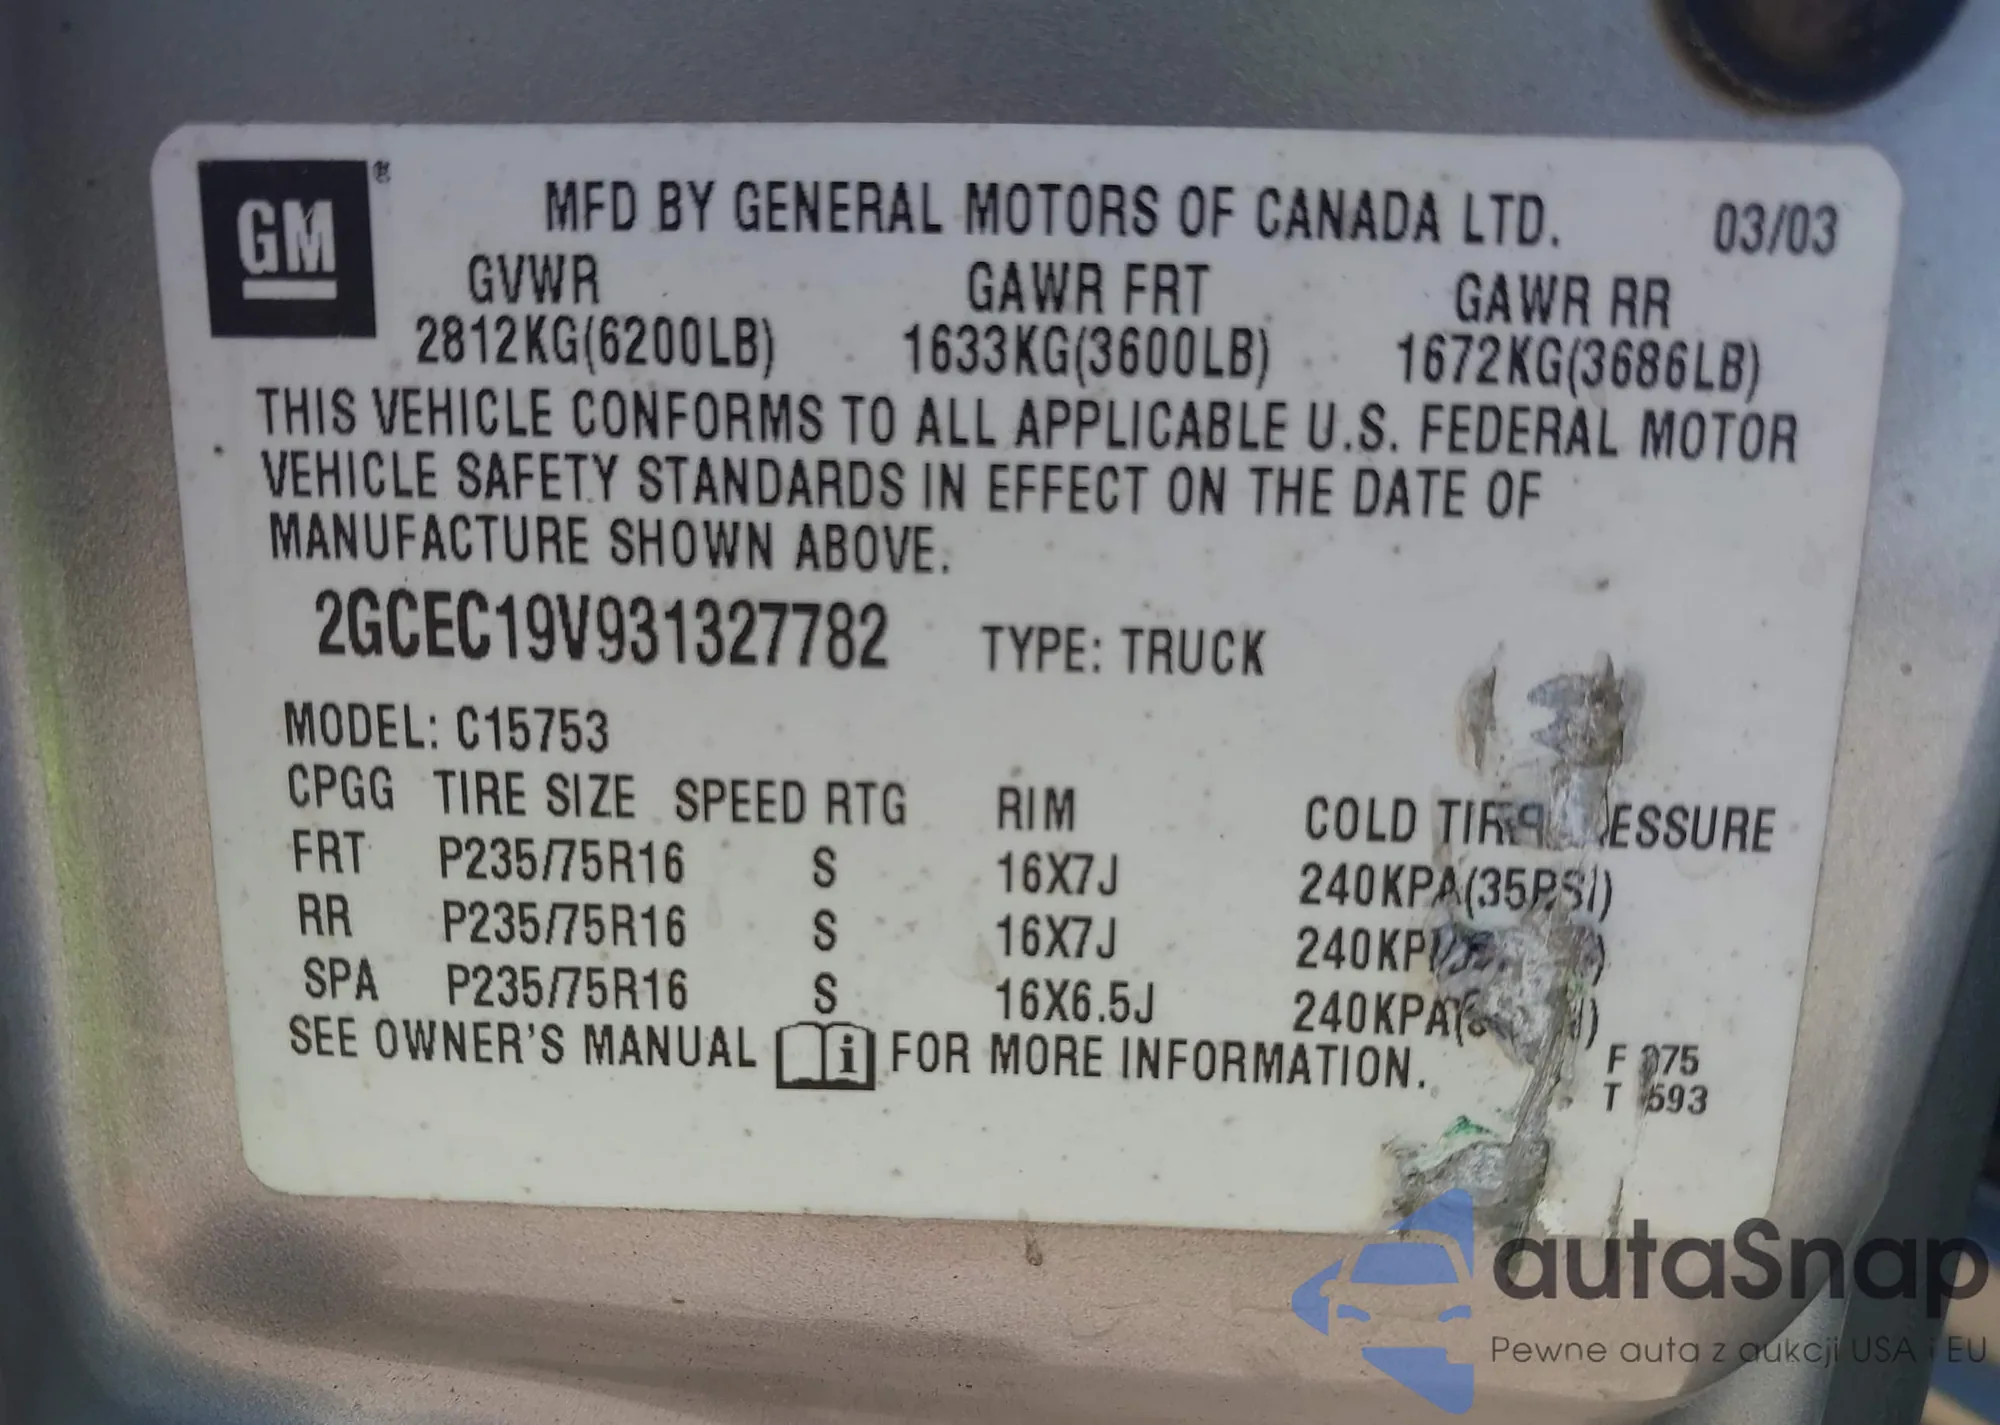 GM ®
MFD BY GENERAL MOTORS OF CANADA LTD. 03/03
GVWR GAWR FRT GAWR RR
2812KG(6200LB) 1633KG(3600LB) 1672KG(3686LB)
THIS VEHICLE CONFORMS TO ALL APPLICABLE U.S. FEDERAL MOTOR
VEHICLE SAFETY STANDARDS IN EFFECT ON THE DATE OF
MANUFACTURE SHOWN ABOVE.
2GCEC19V931327782 TYPE: TRUCK
MODEL: C15753
CPGG TIRE SIZE SPEED RTG RIM COLD
FRT P235/75R16 S 16X7J 240KPA(35PSI)
RR P235/75R16 S 16X7J
SPA P235/75R16 S 16X6.5J
SEE OWNER'S MANUAL i FOR MORE INFORMATION.
F
T
autaSnap
Pewne auta z aukcji USA i EU